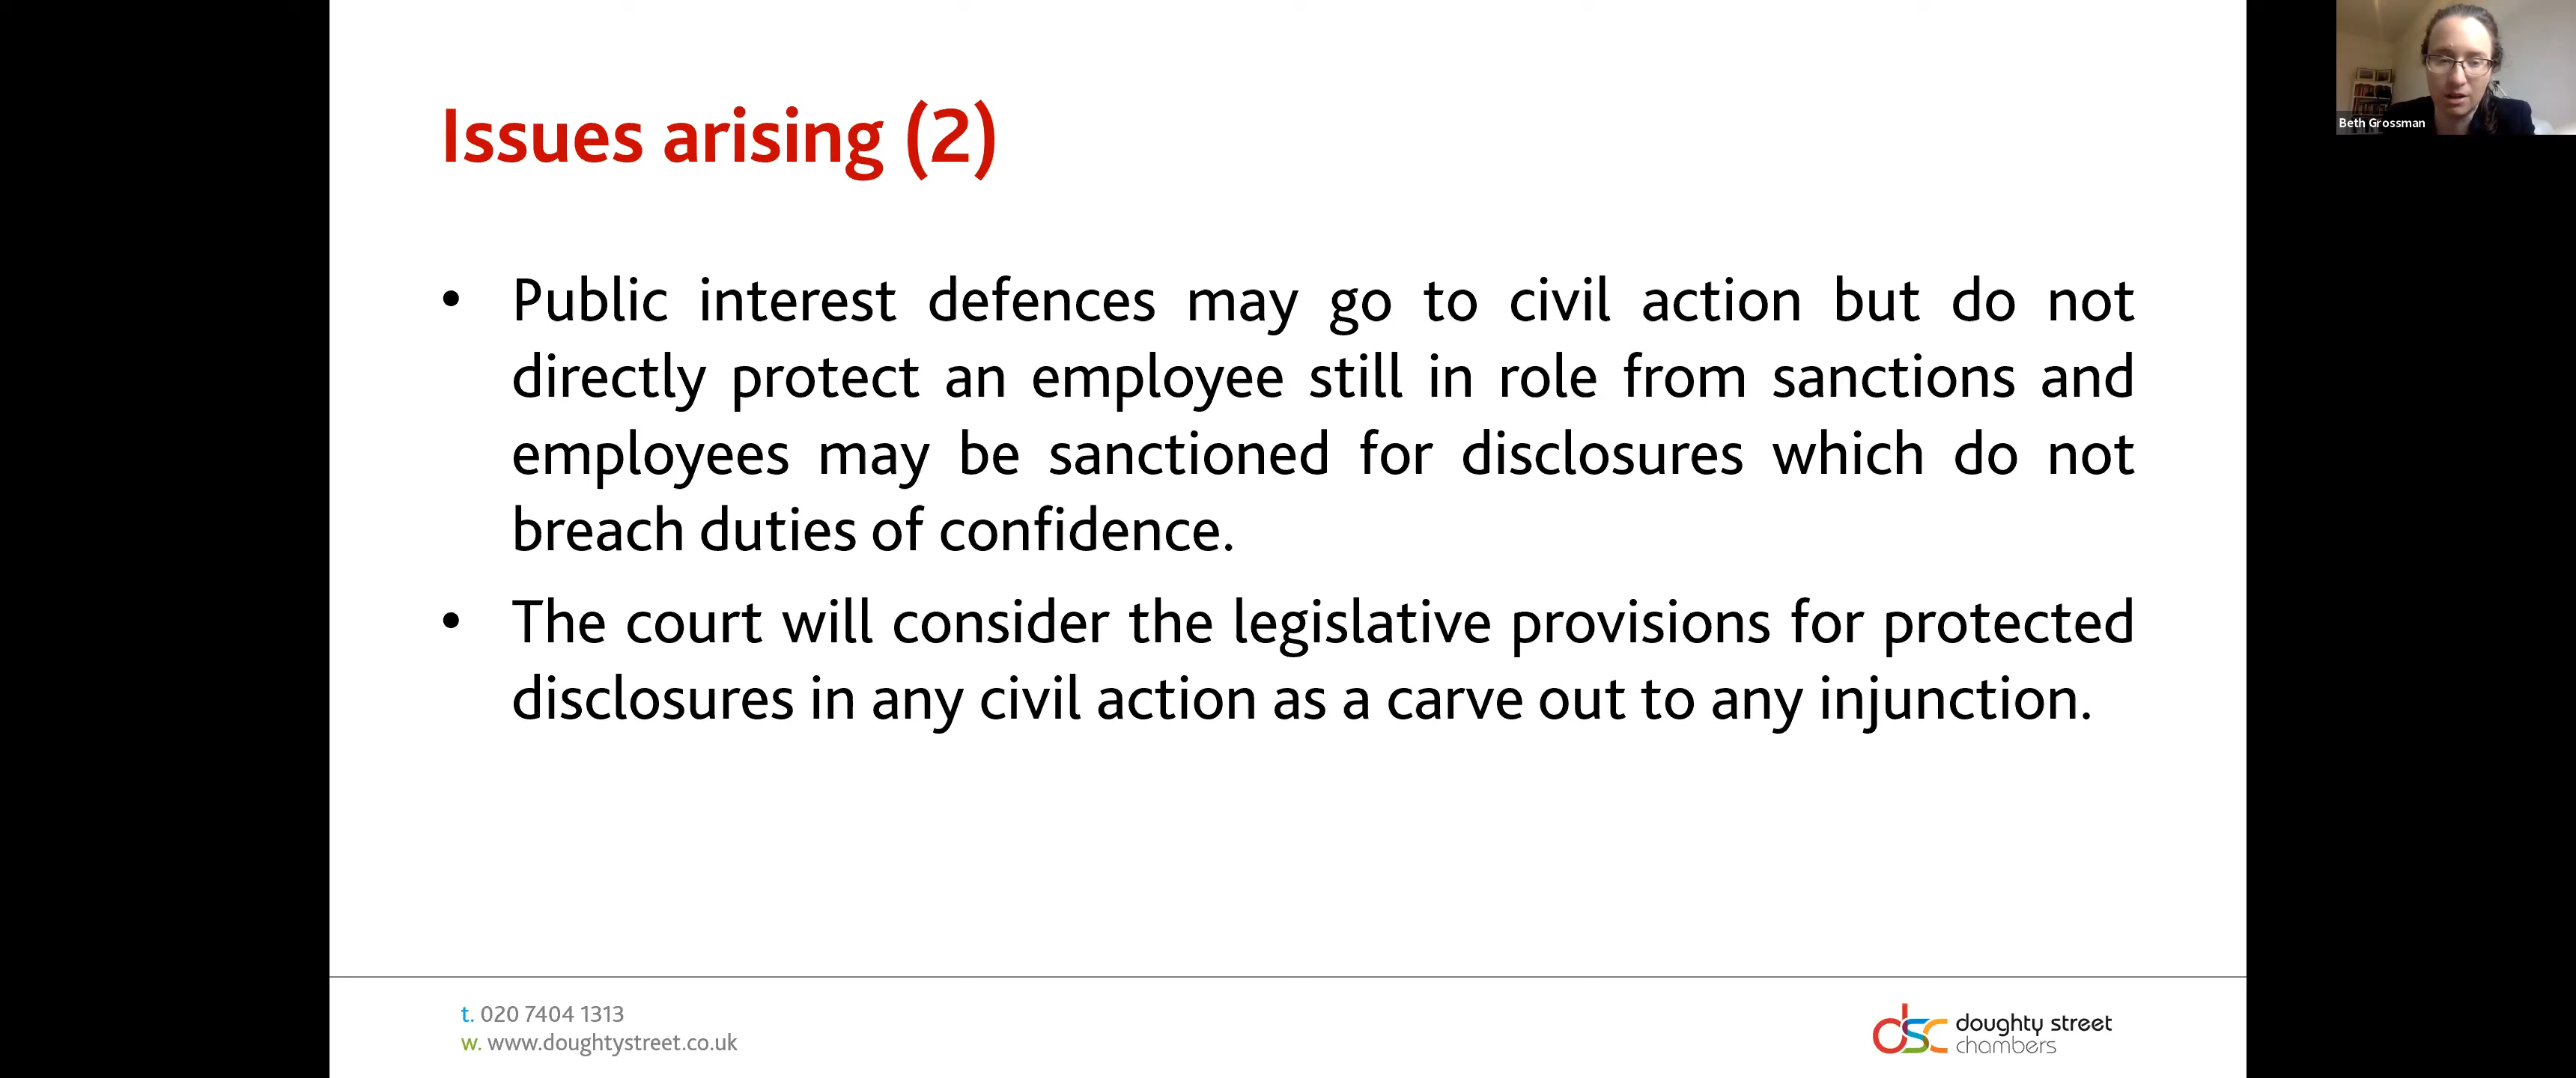 Issues arising (2)
• Public interest defences may go to civil action but do not
directly protect an employee still in role from sanctions and
employees may be sanctioned for disclosures which do not
breach duties of confidence.
• The court will consider the legislative provisions for protected
disclosures in any civil action as a carve out to any injunction.
t. 020 7404 1313
w. www.doughtystreet.co.uk
dsc doughty street
chambers
Beth Grossman